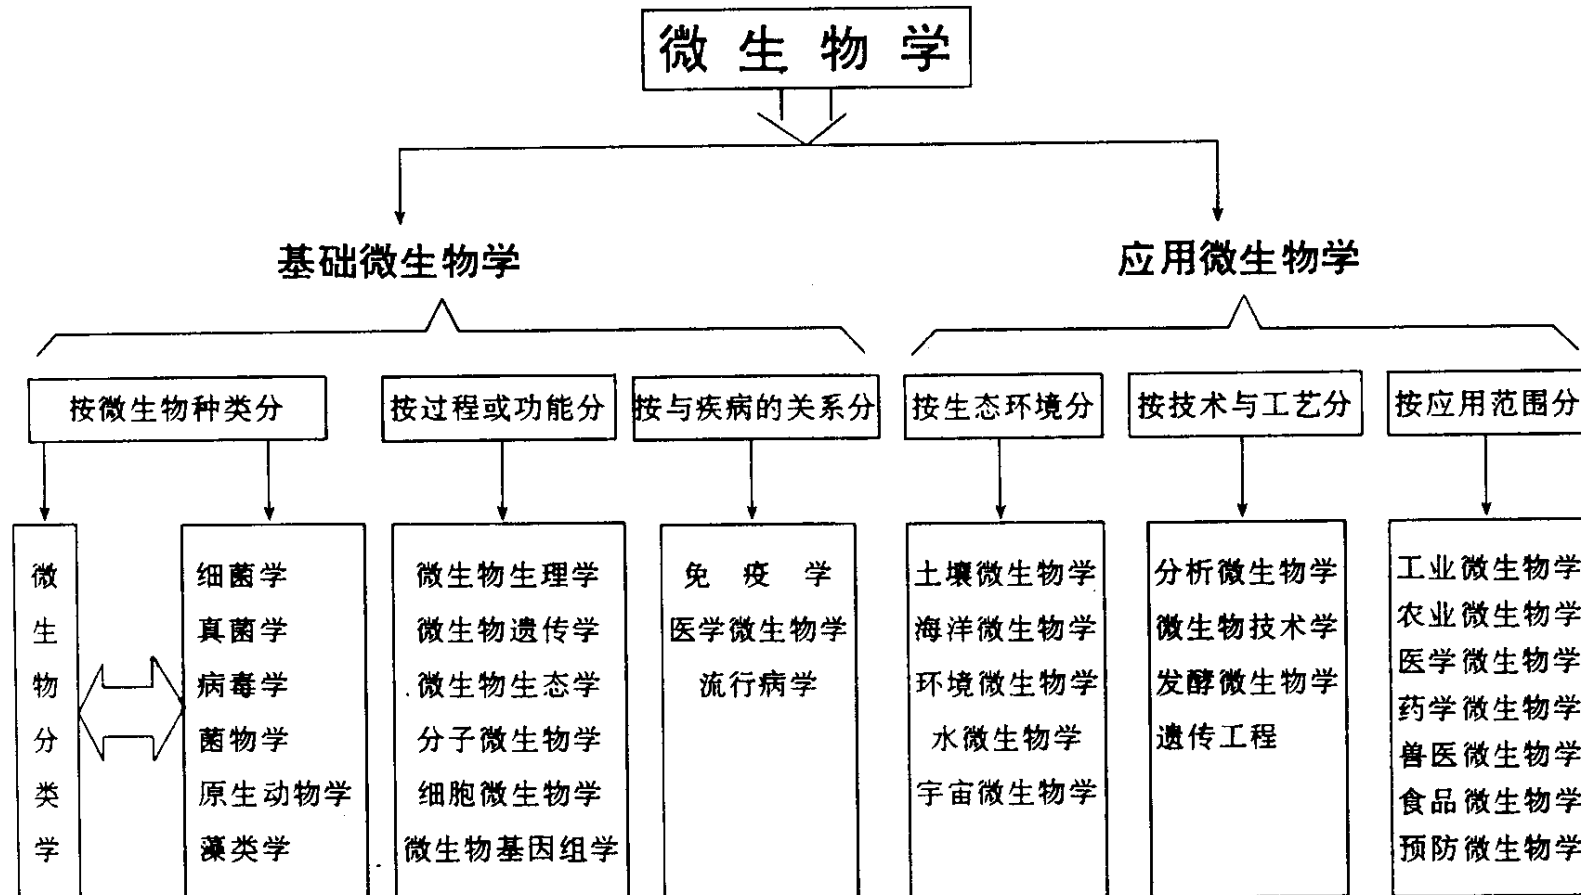 微生物学
基础微生物学
应用微生物学
按微生物种类分
按过程或功能分
按与疾病的关系分
按生态环境分
按技术与工艺分
按应用范围分
微生物分类学
细菌学
真菌学
病毒学
菌物学
原生动物学
藻类学
微生物生理学
微生物遗传学
微生物生态学
分子微生物学
细胞微生物学
微生物基因组学
免疫学
医学微生物学
流行病学
土壤微生物学
海洋微生物学
环境微生物学
水微生物学
宇宙微生物学
分析微生物学
微生物技术学
发酵微生物学
遗传工程
工业微生物学
农业微生物学
医学微生物学
药学微生物学
兽医微生物学
食品微生物学
预防微生物学